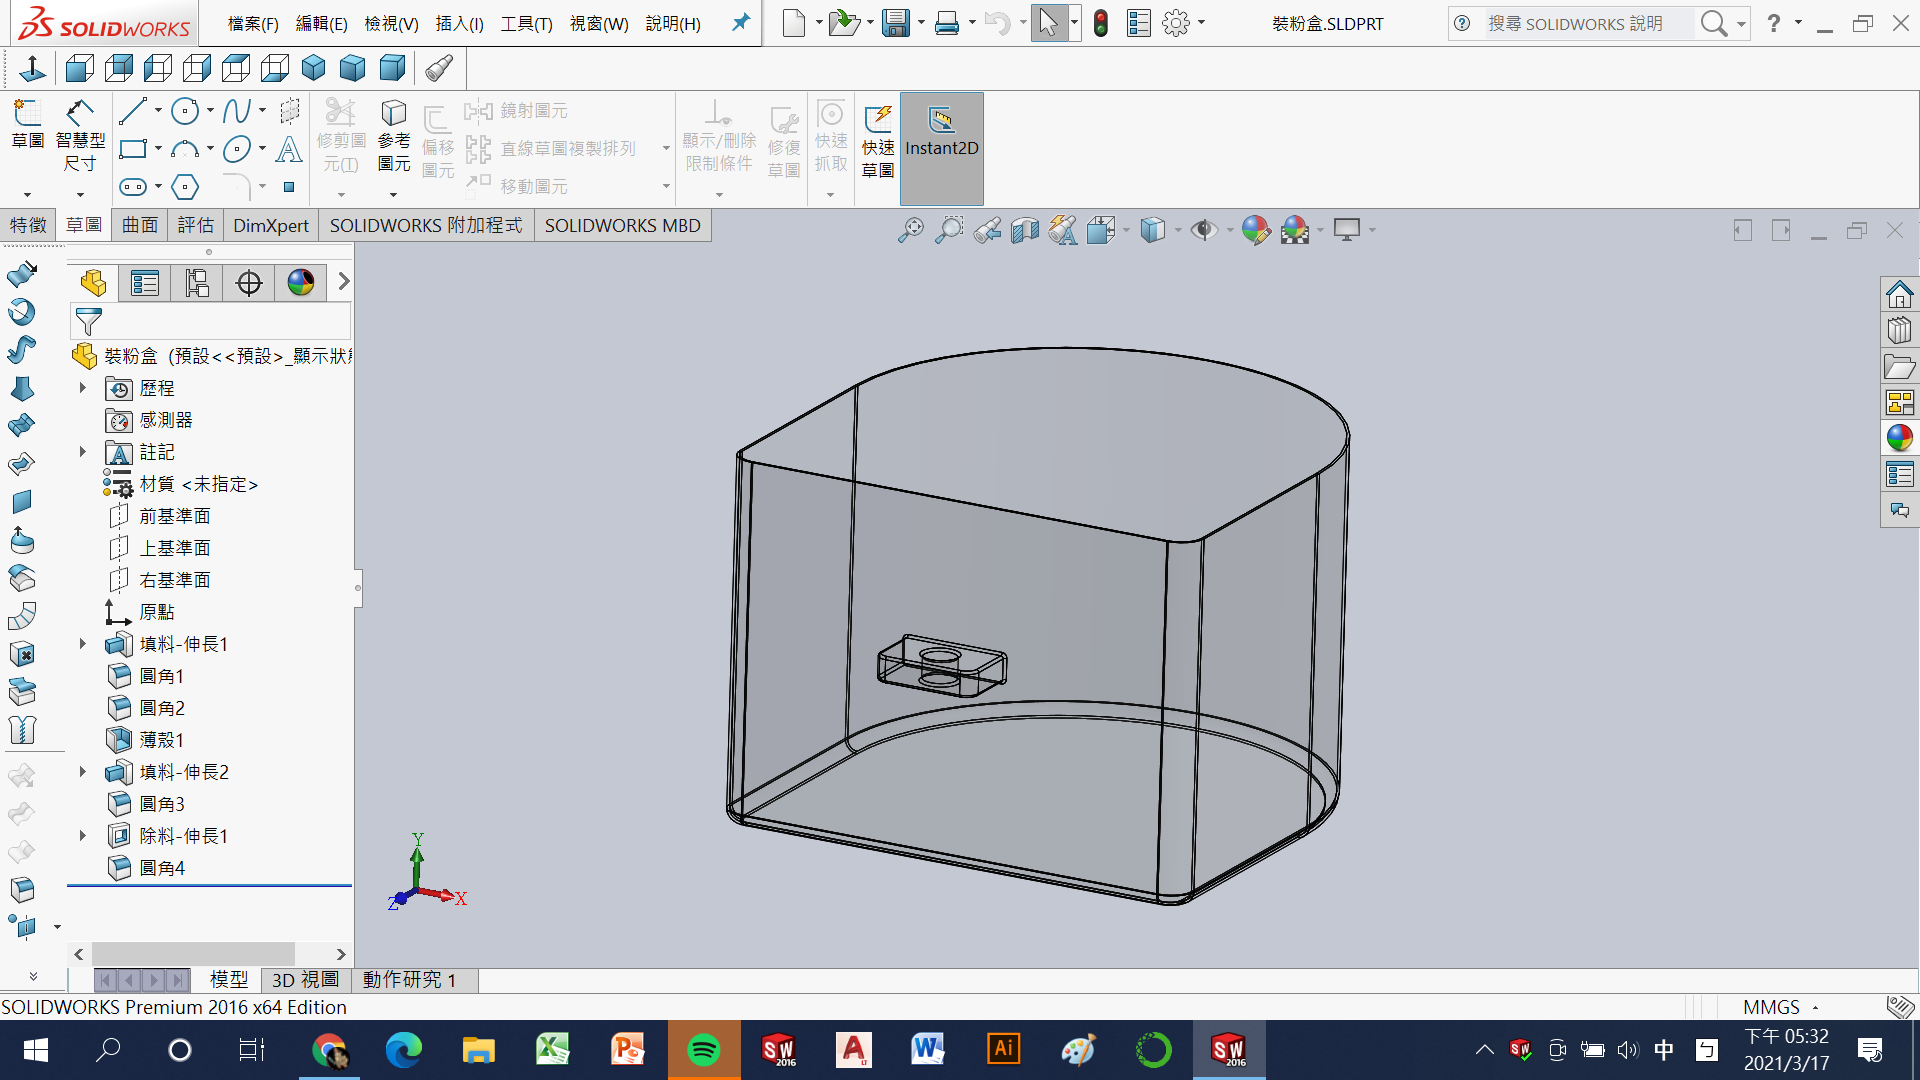 SOLIDWORKS
檔案(F) 編輯(E) 檢視(V) 插入(I) 工具(T) 視窗(W) 說明(H)
裝粉盒.SLDPRT
搜尋 SOLIDWORKS 說明
草圖
智慧型
尺寸
修剪圖
元(T)
參考
圖元
偏移
圖元
鏡射圖元
直線草圖複製排列
移動圖元
顯示/刪除
限制條件
修復
草圖
快速
抓取
快速
草圖
Instant2D
特徵 草圖 曲面 評估 DimXpert SOLIDWORKS 附加程式 SOLIDWORKS MBD
裝粉盒 (預設<<預設>_顯示狀
歷程
感測器
註記
材質 <未指定>
前基準面
上基準面
右基準面
原點
填料-伸長1
圓角1
圓角2
薄殼1
填料-伸長2
圓角3
除料-伸長1
圓角4
Y
X
Z
模型 3D 視圖 動作研究 1
SOLIDWORKS Premium 2016 x64 Edition
MMGS
中
下午 05:32
2021/3/17